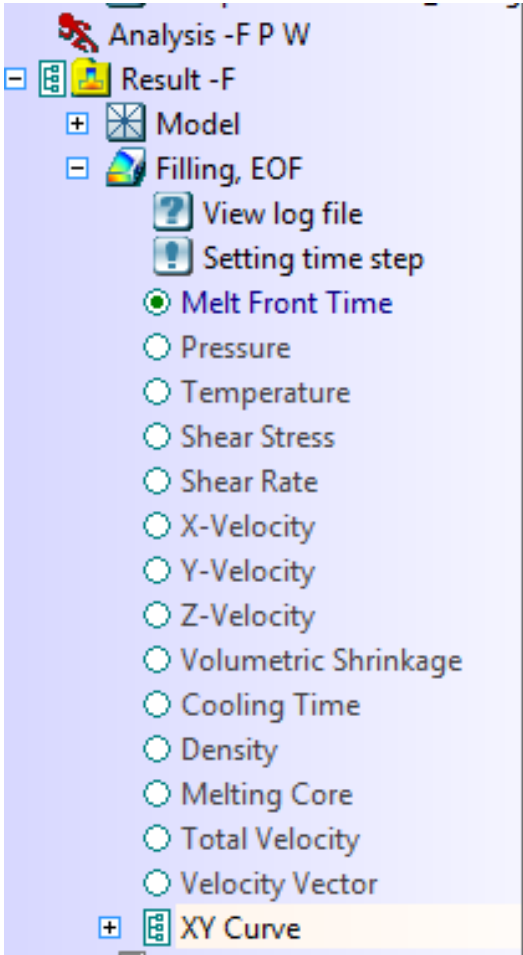 Analysis -F P W
Result -F
Model
Filling, EOF
View log file
Setting time step
Melt Front Time
Pressure
Temperature
Shear Stress
Shear Rate
X-Velocity
Y-Velocity
Z-Velocity
Volumetric Shrinkage
Cooling Time
Density
Melting Core
Total Velocity
Velocity Vector
XY Curve